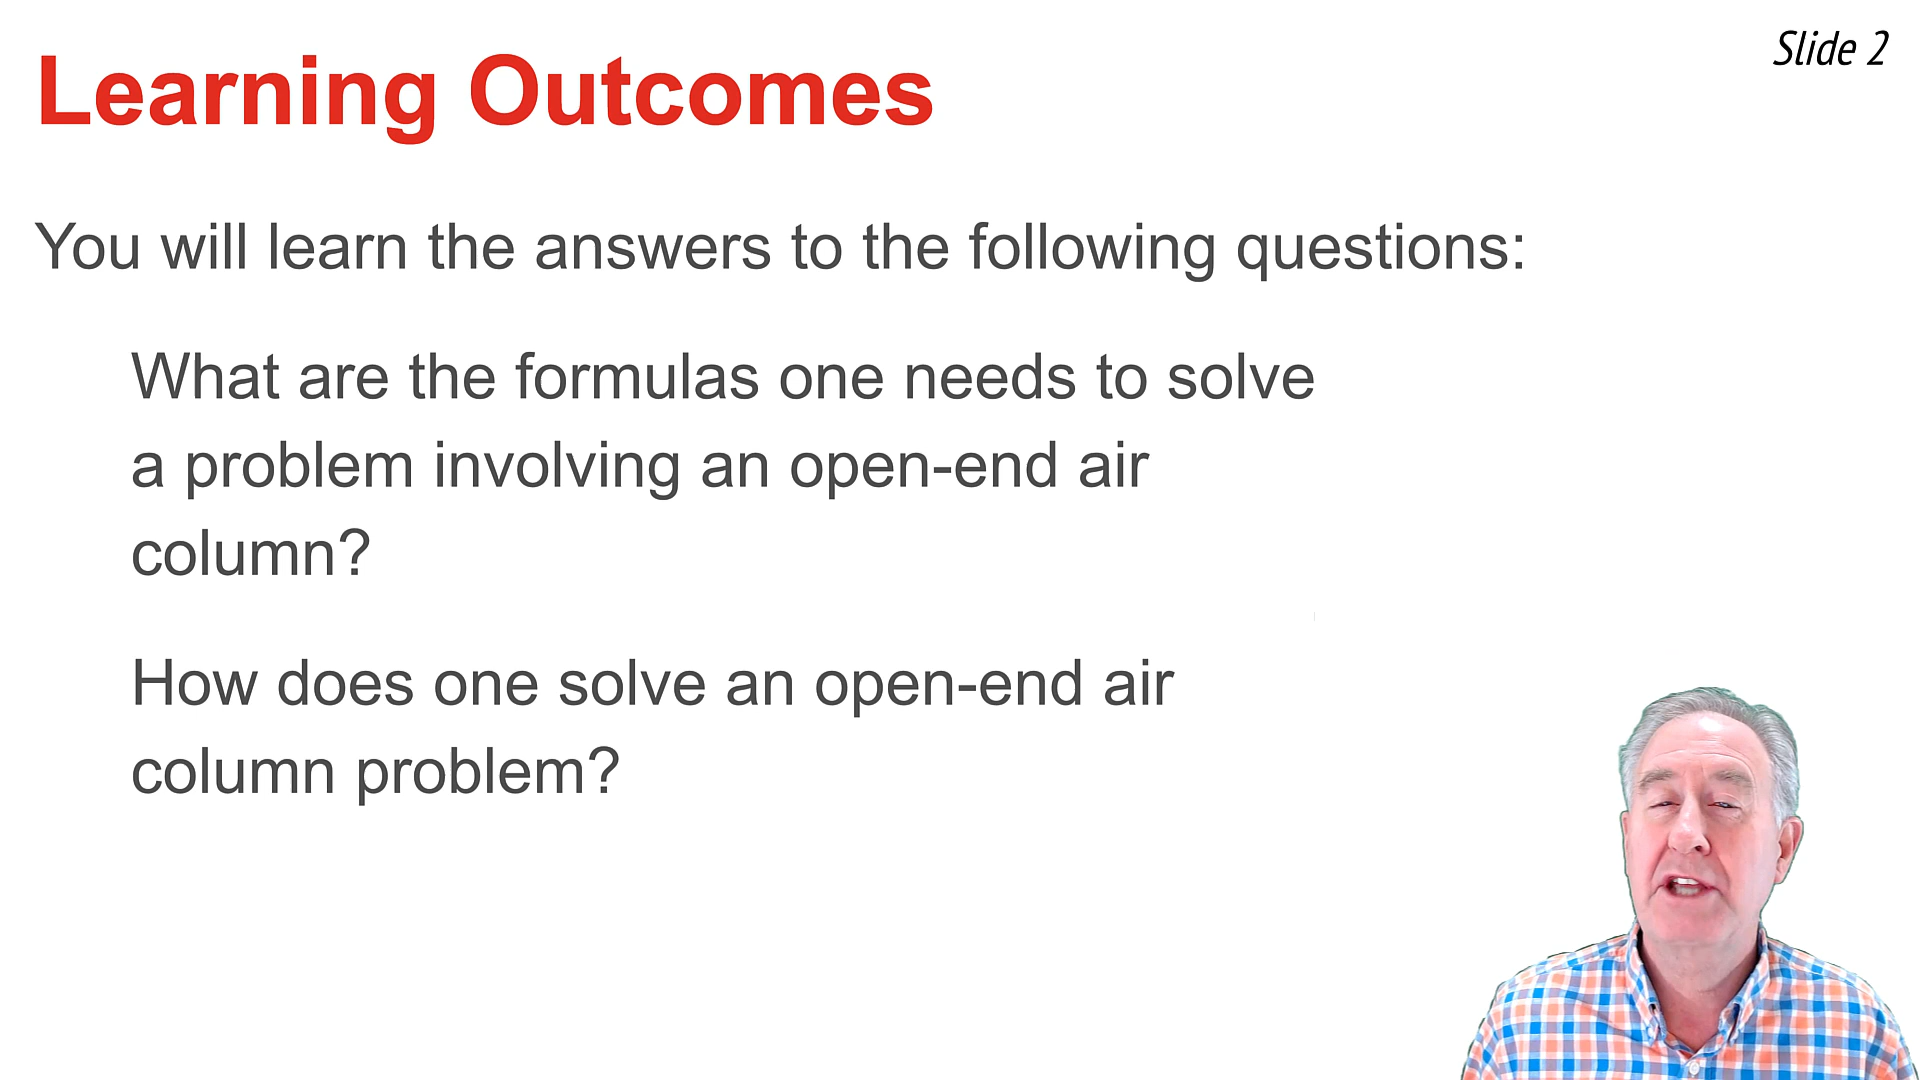 Slide 2
Learning Outcomes
You will learn the answers to the following questions:
What are the formulas one needs to solve
a problem involving an open-end air
column?
How does one solve an open-end air
column problem?